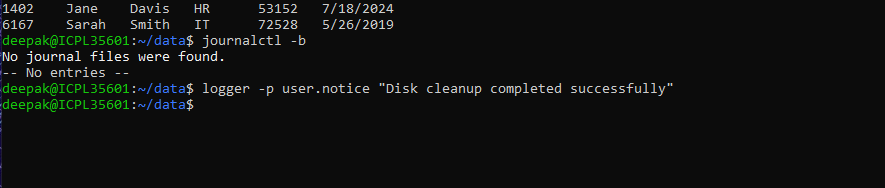 1402    Jane    Davis   HR      53152   7/18/2024
6167    Sarah   Smith   IT      72528   5/26/2019
deepak@ICPL35601:~/data$ journalctl -b
No journal files were found.
-- No entries --
deepak@ICPL35601:~/data$ logger -p user.notice "Disk cleanup completed successfully"
deepak@ICPL35601:~/data$